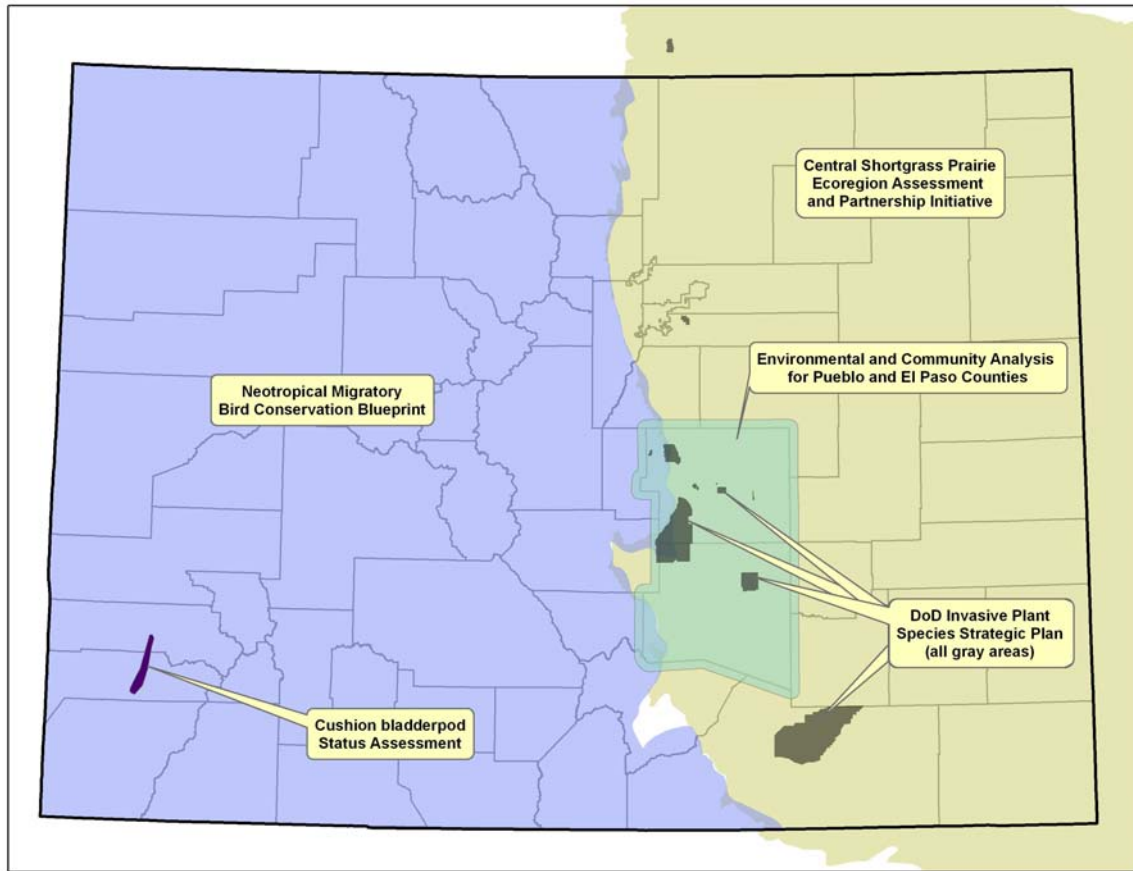 Central Shortgrass Prairie
Ecoregion Assessment
and Partnership Initiative
Environmental and Community Analysis
for Pueblo and El Paso Counties
Neotropical Migratory
Bird Conservation Blueprint
DoD Invasive Plant
Species Strategic Plan
(all gray areas)
Cushion bladderpod
Status Assessment